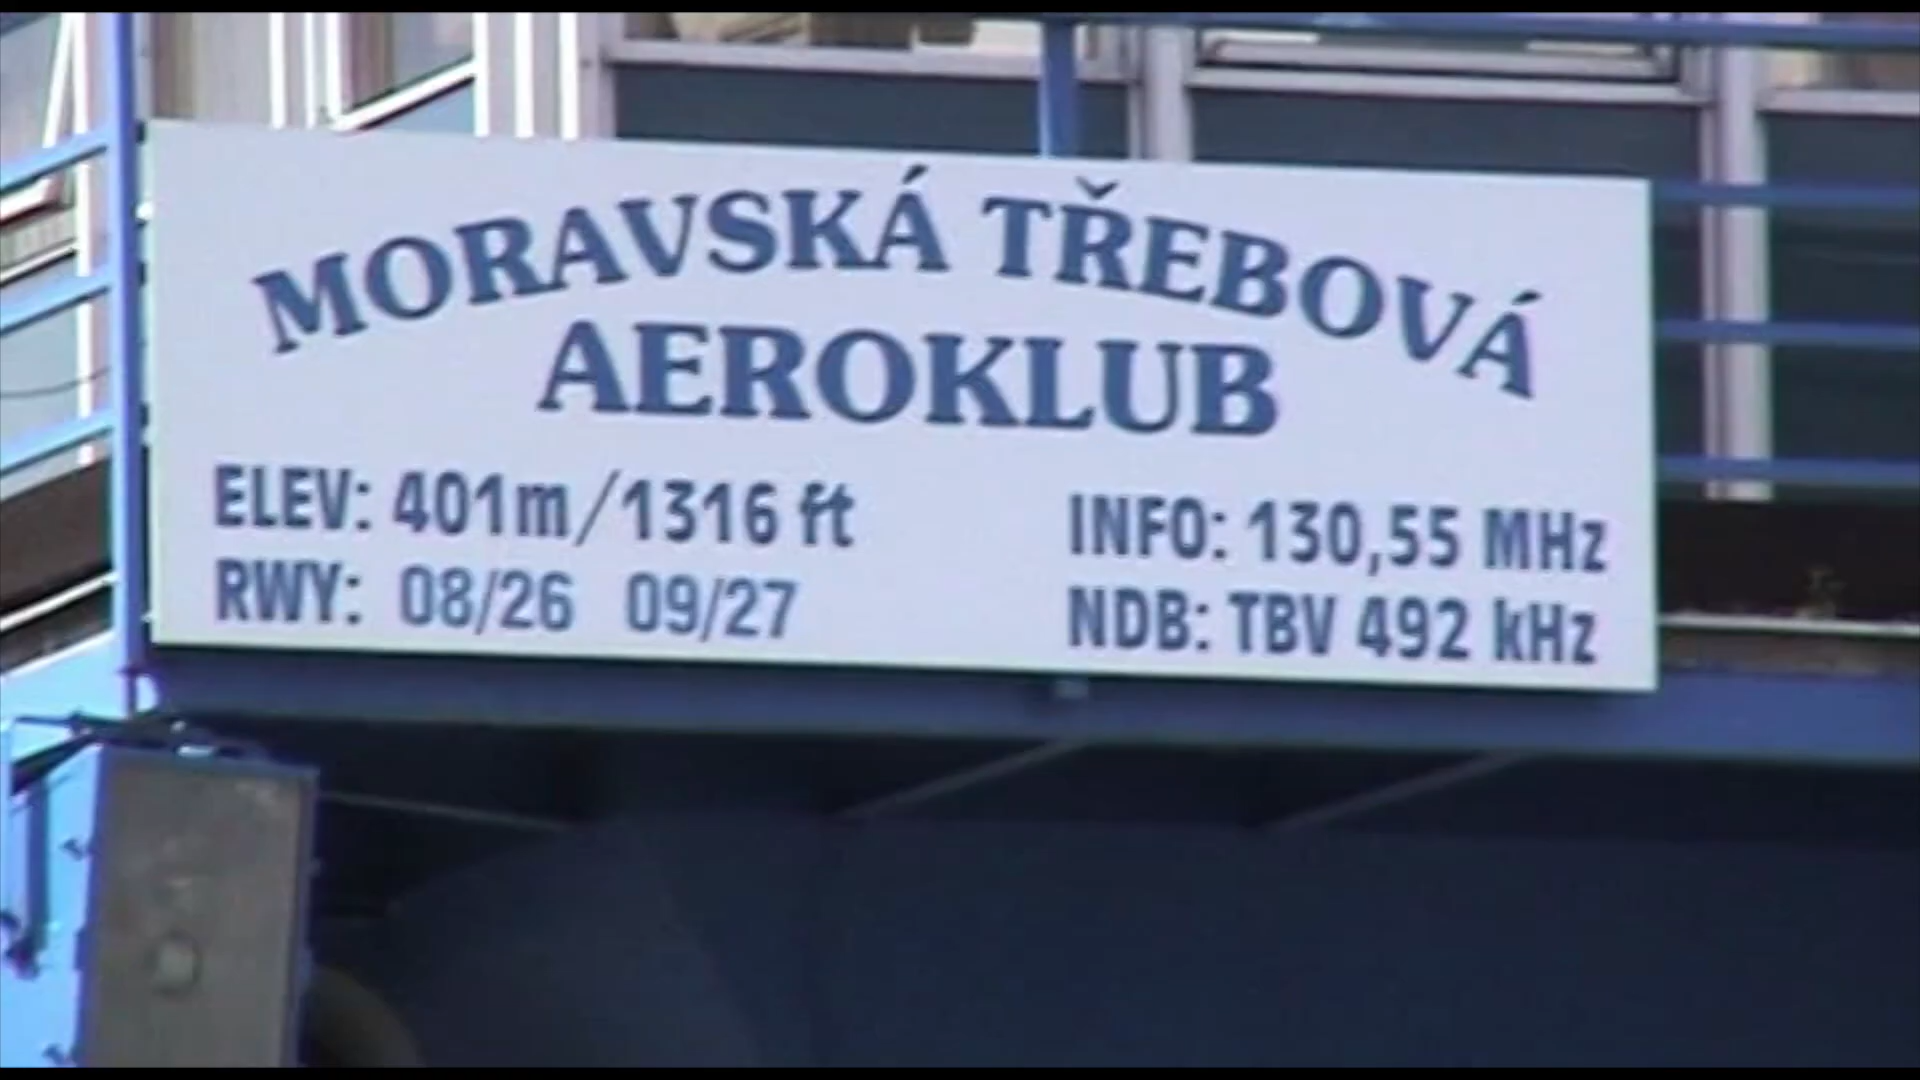 MORAVSKÁ TŘEBOVÁ
AEROKLUB
ELEV: 401m/1316 ft
RWY: 08/26 09/27
INFO: 130,55 MHz
NDB: TBV 492 kHz